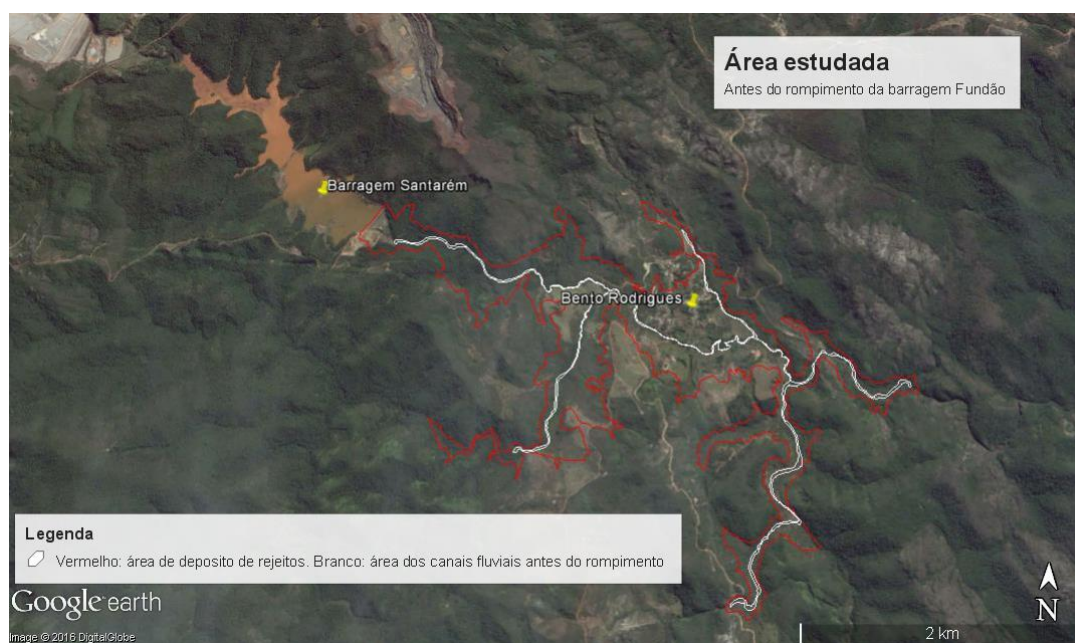 Área estudada
Antes do rompimento da barragem Fundão
Barragem Santarém
Bento Rodrigues
Legenda
Vermelho: área de deposito de rejeitos. Branco: área dos canais fluviais antes do rompimento
Google earth
N
Image © 2016 DigitalGlobe
2 km